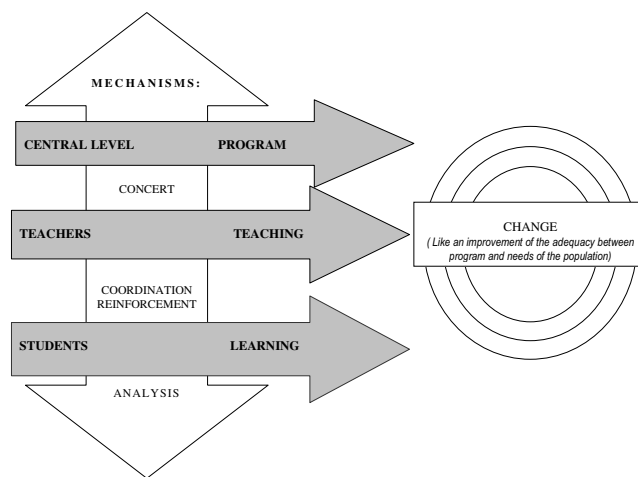 MECHANISMS:
CENTRAL LEVEL PROGRAM
CONCERT
TEACHERS TEACHING
CHANGE
( Like an improvement of the adequacy between
program and needs of the population)
COORDINATION
REINFORCEMENT
STUDENTS LEARNING
ANALYSIS